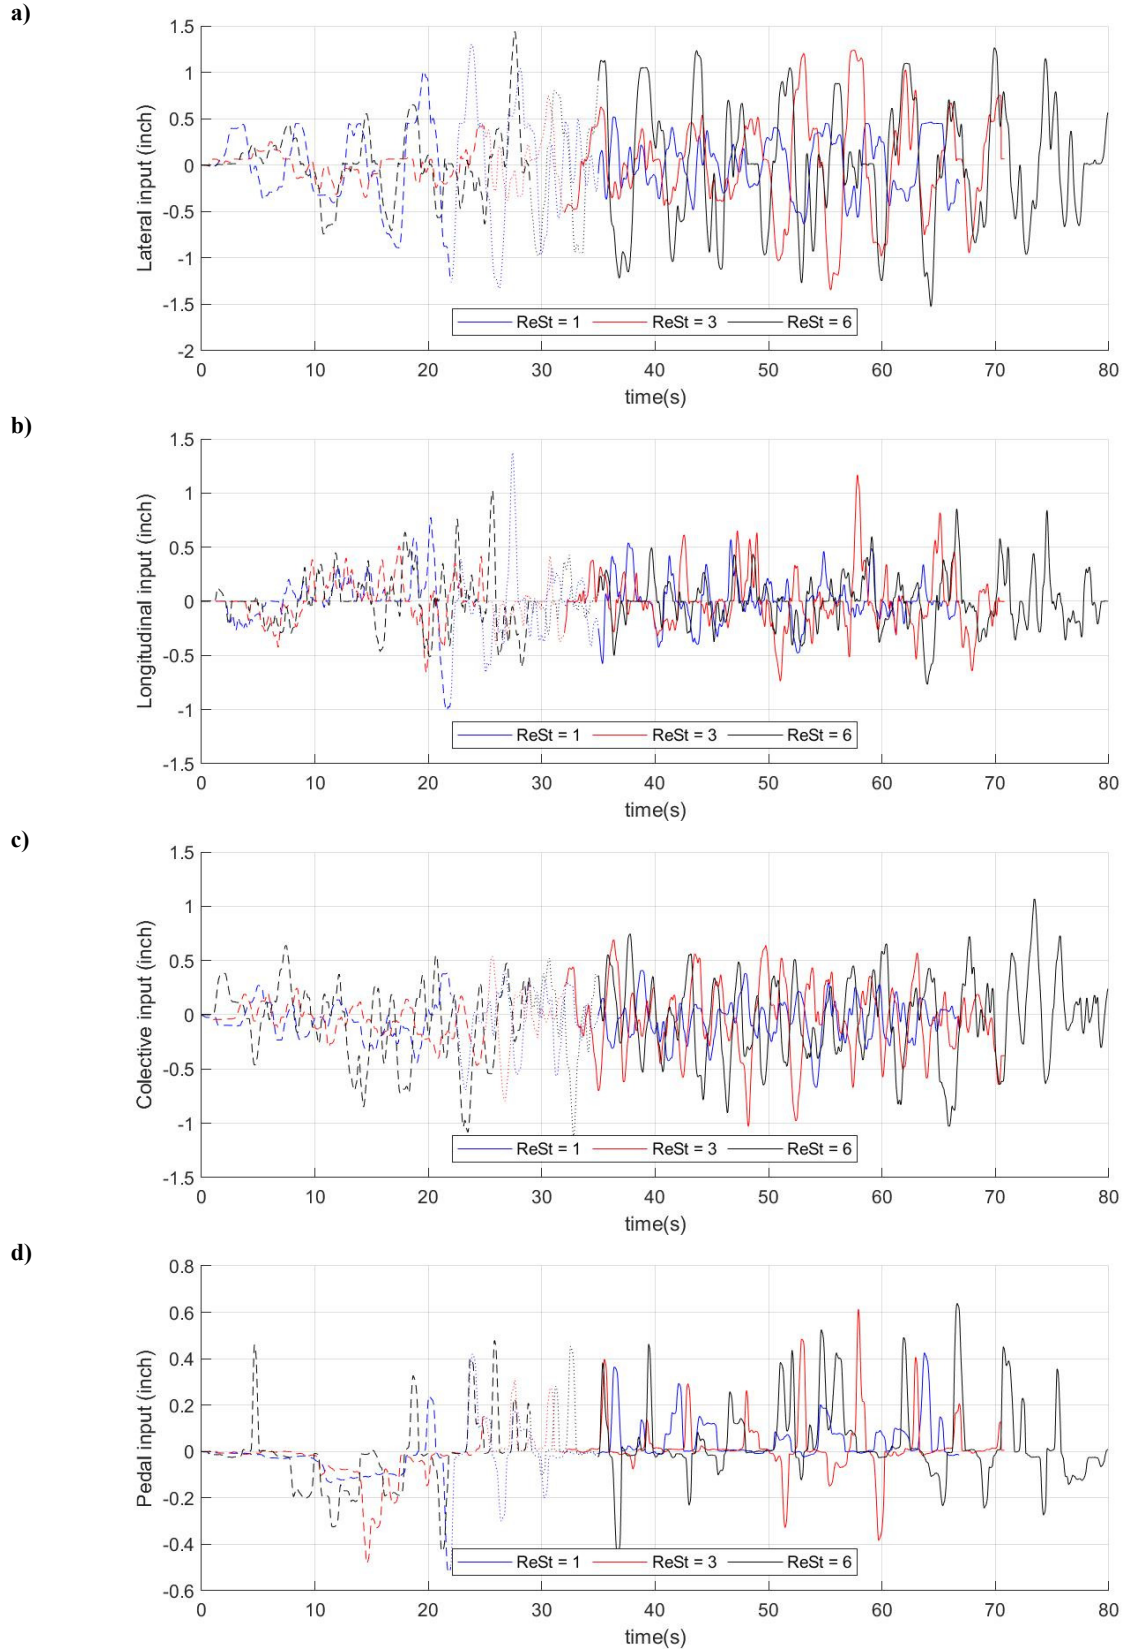 a)
1.5
1
0.5
0
-0.5
-1
-1.5
-2
Lateral input (inch)
ReSt = 1 ReSt = 3 ReSt = 6
0 10 20 30 40 50 60 70 80
time(s)
b)
1.5
1
0.5
0
-0.5
-1
-1.5
Longitudinal input (inch)
ReSt = 1 ReSt = 3 ReSt = 6
0 10 20 30 40 50 60 70 80
time(s)
c)
1.5
1
0.5
0
-0.5
-1
-1.5
Colective input (inch)
ReSt = 1 ReSt = 3 ReSt = 6
0 10 20 30 40 50 60 70 80
time(s)
d)
0.8
0.6
0.4
0.2
0
-0.2
-0.4
-0.6
Pedal input (inch)
ReSt = 1 ReSt = 3 ReSt = 6
0 10 20 30 40 50 60 70 80
time(s)